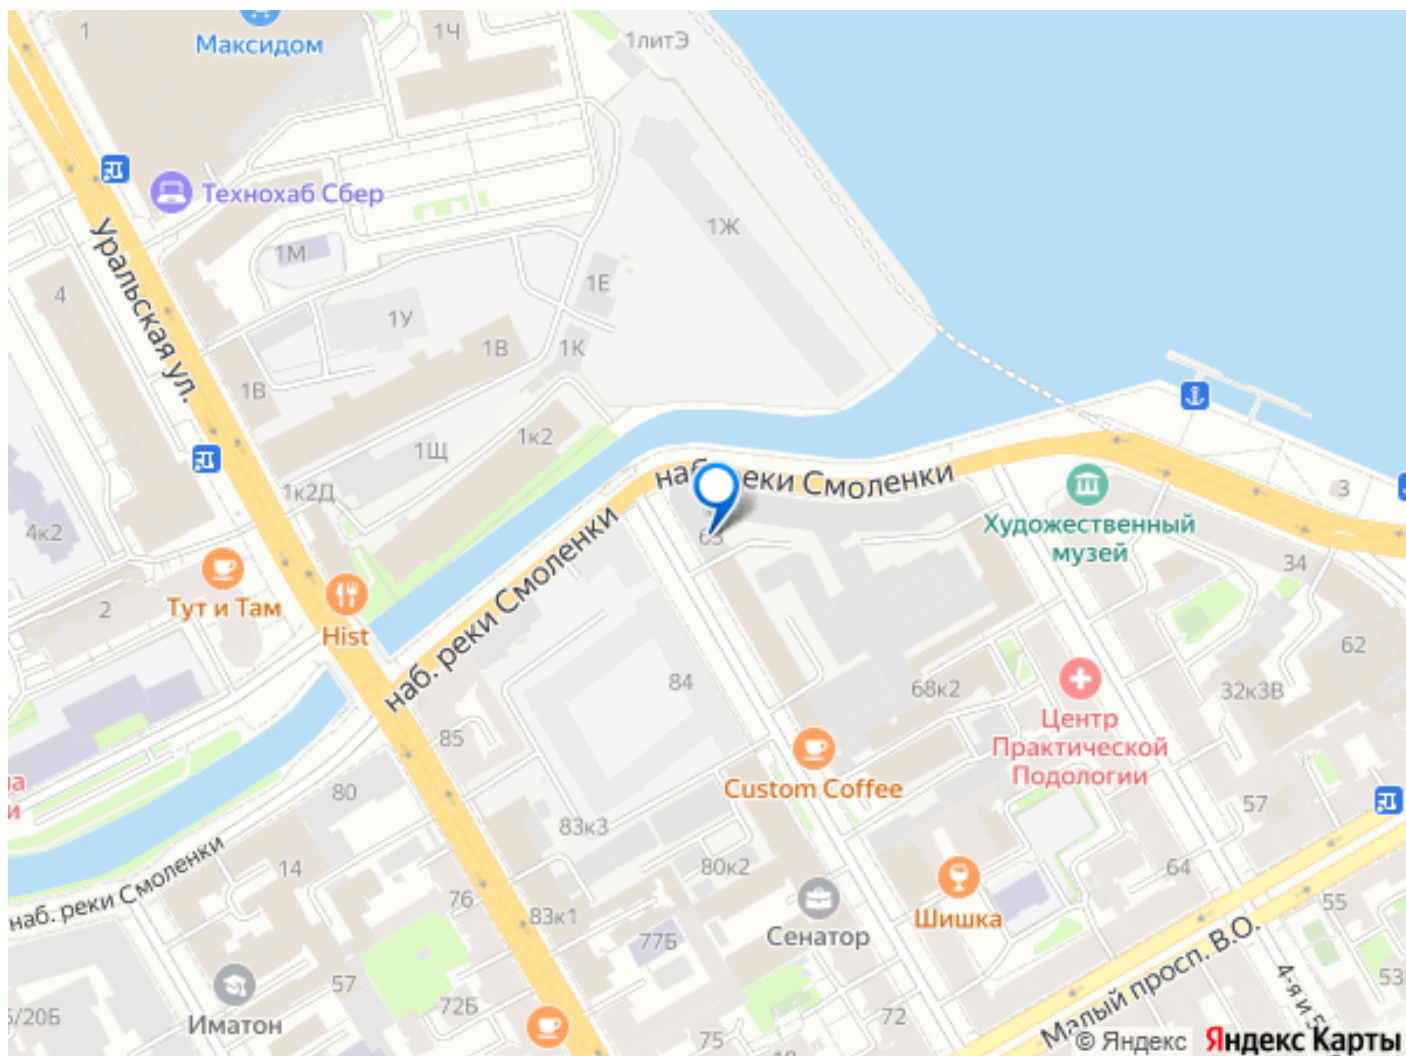 1
Максидом
1Ч
1литЭ
Технохаб Сбер
1Ж
1М
Уральская ул.
4
1Е
1У
1В
1К
1В
1к2
1Щ
1к2Д
наб. реки Смоленки
3
Художественный
музей
4к2
63
34
Тут и Там
2
Hist
наб. реки Смоленки
62
84
68к2
32к3В
Центр
Практической
Подологии
85
Custom Coffee
80
57
83к3
наб. реки Смоленки
14
80к2
64
76
83к1
Шишка
55
77Б
Сенатор
Малый просп. В.О.
4-я и 5
57
72Б
Иматон
75
72
© Яндекс Яндекс Карты